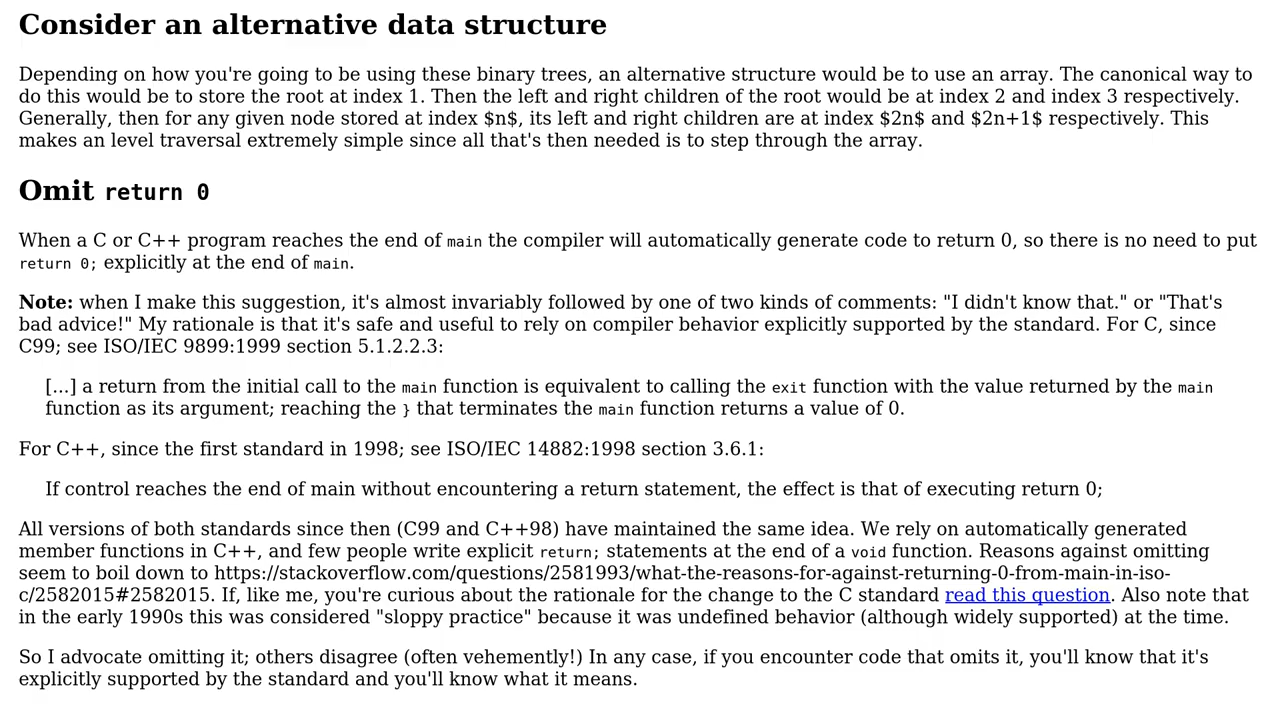 Consider an alternative data structure
Depending on how you're going to be using these binary trees, an alternative structure would be to use an array. The canonical way to
do this would be to store the root at index 1. Then the left and right children of the root would be at index 2 and index 3 respectively.
Generally, then for any given node stored at index $n$, its left and right children are at index $2n$ and $2n+1$ respectively. This
makes an level traversal extremely simple since all that's then needed is to step through the array.
Omit return 0
When a C or C++ program reaches the end of main the compiler will automatically generate code to return 0, so there is no need to put
return 0; explicitly at the end of main.
Note: when I make this suggestion, it's almost invariably followed by one of two kinds of comments: "I didn't know that." or "That's
bad advice!" My rationale is that it's safe and useful to rely on compiler behavior explicitly supported by the standard. For C, since
C99; see ISO/IEC 9899:1999 section 5.1.2.2.3:
[...] a return from the initial call to the main function is equivalent to calling the exit function with the value returned by the main
function as its argument; reaching the } that terminates the main function returns a value of 0.
For C++, since the first standard in 1998; see ISO/IEC 14882:1998 section 3.6.1:
If control reaches the end of main without encountering a return statement, the effect is that of executing return 0;
All versions of both standards since then (C99 and C++98) have maintained the same idea. We rely on automatically generated
member functions in C++, and few people write explicit return; statements at the end of a void function. Reasons against omitting
seem to boil down to https://stackoverflow.com/questions/2581993/what-the-reasons-for-against-returning-0-from-main-in-iso-
c/2582015#2582015. If, like me, you're curious about the rationale for the change to the C standard read this question. Also note that
in the early 1990s this was considered "sloppy practice" because it was undefined behavior (although widely supported) at the time.
So I advocate omitting it; others disagree (often vehemently!) In any case, if you encounter code that omits it, you'll know that it's
explicitly supported by the standard and you'll know what it means.